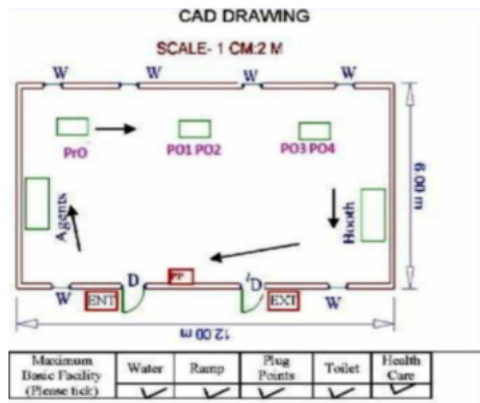 CAD DRAWING
SCALE- 1 CM:2 M
W W W W
PrO PO1 PO2 PO3 PO4
Agents
Booth
6.00 m
D D
W ENT EXT W
12.00 m
Maximum Basic Facility (Please tick) Water Ramp Plug Points Toilet Health Care